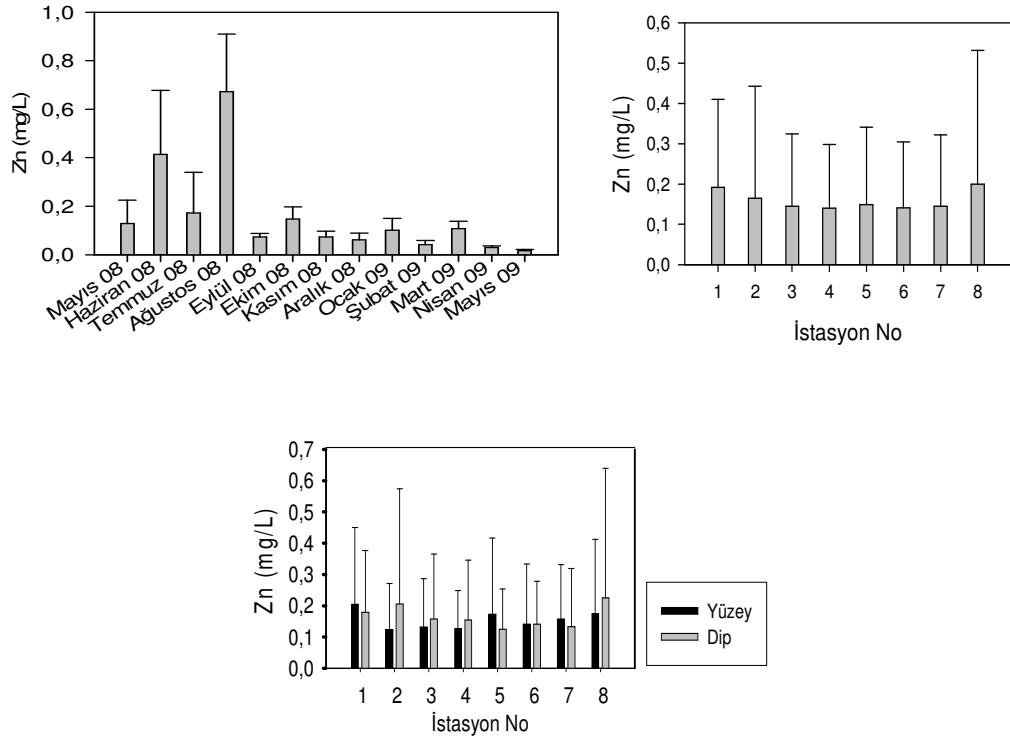 Zn (mg/L)
1,0
0,8
0,6
0,4
0,2
0,0
Mayıs 08
Haziran 08
Temmuz 08
Ağustos 08
Eylül 08
Ekim 08
Kasım 08
Aralık 08
Ocak 09
Şubat 09
Mart 09
Nisan 09
Mayıs 09
Zn (mg/L)
0,6
0,5
0,4
0,3
0,2
0,1
0,0
1 2 3 4 5 6 7 8
İstasyon No
Zn (mg/L)
0,7
0,6
0,5
0,4
0,3
0,2
0,1
0,0
1 2 3 4 5 6 7 8
İstasyon No
Yüzey
Dip